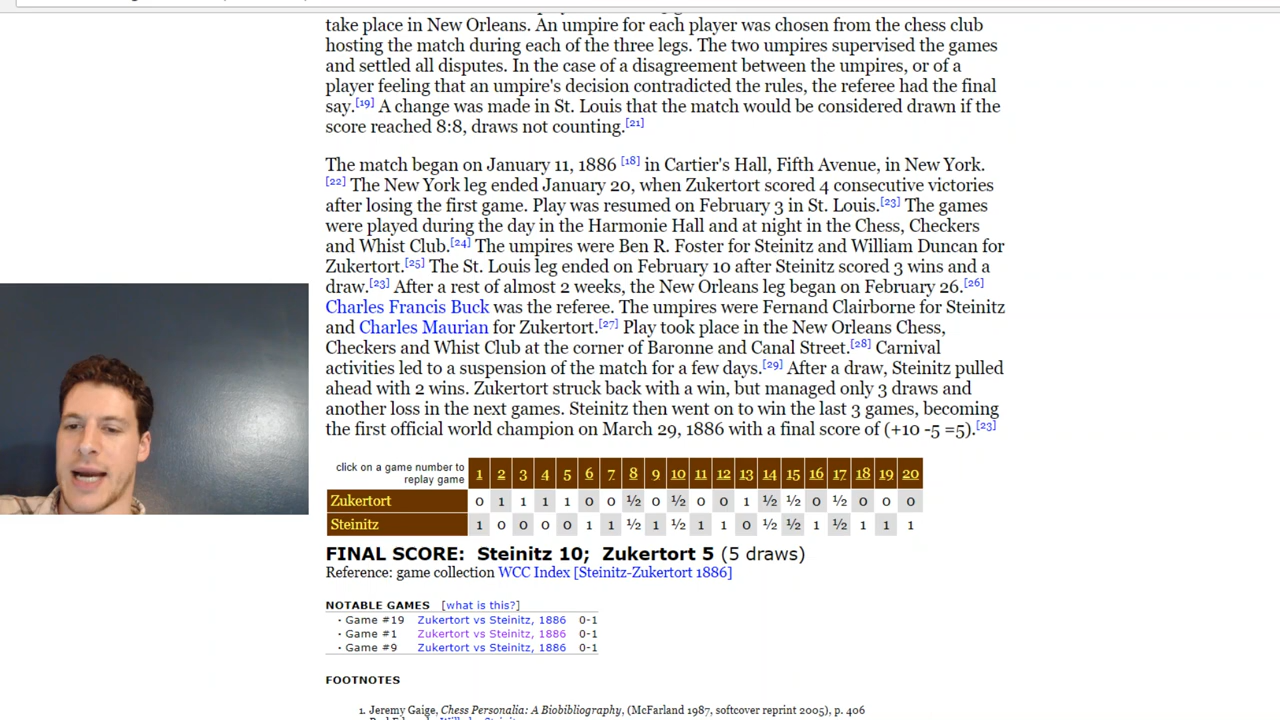 take place in New Orleans. An umpire for each player was chosen from the chess club
hosting the match during each of the three legs. The two umpires supervised the games
and settled all disputes. In the case of a disagreement between the umpires, or of a
player feeling that an umpire's decision contradicted the rules, the referee had the final
say.[19] A change was made in St. Louis that the match would be considered drawn if the
score reached 8:8, draws not counting.[21]
The match began on January 11, 1886 [18] in Cartier's Hall, Fifth Avenue, in New York.
[22] The New York leg ended January 20, when Zukertort scored 4 consecutive victories
after losing the first game. Play was resumed on February 3 in St. Louis.[23] The games
were played during the day in the Harmonie Hall and at night in the Chess, Checkers
and Whist Club.[24] The umpires were Ben R. Foster for Steinitz and William Duncan for
Zukertort.[25] The St. Louis leg ended on February 10 after Steinitz scored 3 wins and a
draw.[23] After a rest of almost 2 weeks, the New Orleans leg began on February 26.[26]
Charles Francis Buck was the referee. The umpires were Fernand Clairborne for Steinitz
and Charles Maurian for Zukertort.[27] Play took place in the New Orleans Chess,
Checkers and Whist Club at the corner of Baronne and Canal Street.[28] Carnival
activities led to a suspension of the match for a few days.[29] After a draw, Steinitz pulled
ahead with 2 wins. Zukertort struck back with a win, but managed only 3 draws and
another loss in the next games. Steinitz then went on to win the last 3 games, becoming
the first official world champion on March 29, 1886 with a final score of (+10 -5 =5).[23]
click on a game number to
replay game
1 2 3 4 5 6 7 8 9 10 11 12 13 14 15 16 17 18 19 20
Zukertort 0 1 1 1 1 0 0 ½ 0 ½ 0 0 1 ½ ½ 0 ½ 0 0 0
Steinitz 1 0 0 0 0 1 1 ½ 1 ½ 1 1 0 ½ ½ 1 ½ 1 1 1
FINAL SCORE: Steinitz 10; Zukertort 5 (5 draws)
Reference: game collection WCC Index [Steinitz-Zukertort 1886]
NOTABLE GAMES [what is this?]
· Game #19 Zukertort vs Steinitz, 1886 0-1
· Game #1 Zukertort vs Steinitz, 1886 0-1
· Game #9 Zukertort vs Steinitz, 1886 0-1
FOOTNOTES
1. Jeremy Gaige, Chess Personalia: A Biobibliography, (McFarland 1987, softcover reprint 2005), p. 406